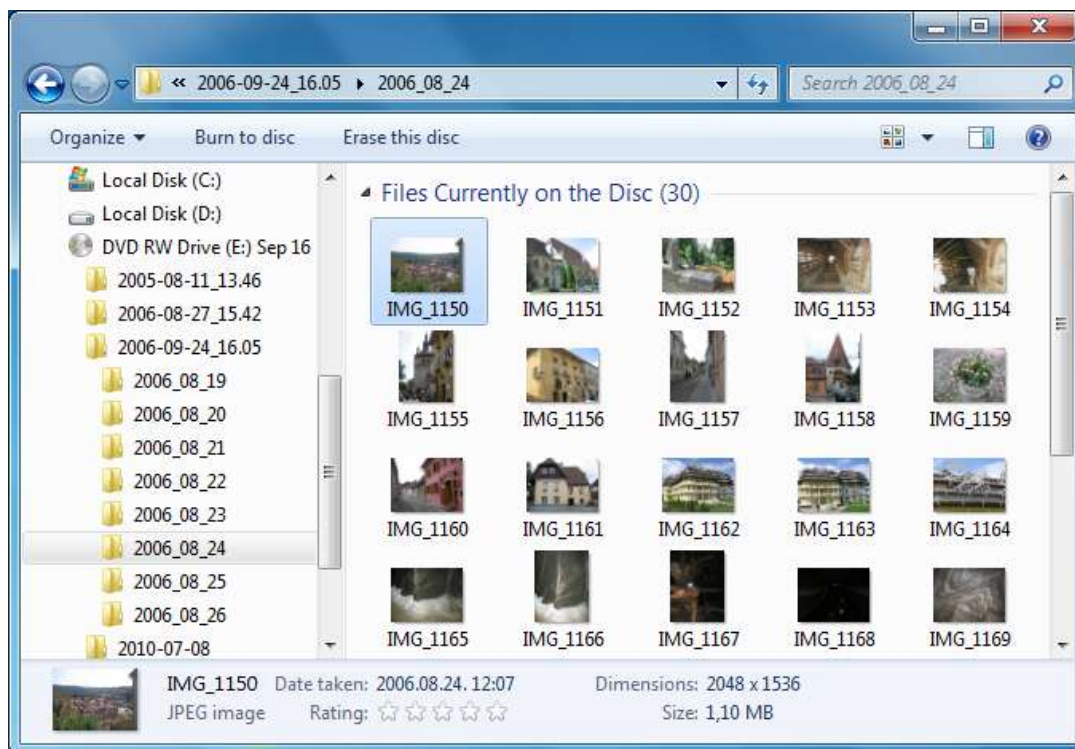 « 2006-09-24_16.05 ▸ 2006_08_24
Search 2006_08_24
Organize
Burn to disc
Erase this disc
Local Disk (C:)
Local Disk (D:)
DVD RW Drive (E:) Sep 16
2005-08-11_13.46
2006-08-27_15.42
2006-09-24_16.05
2006_08_19
2006_08_20
2006_08_21
2006_08_22
2006_08_23
2006_08_24
2006_08_25
2006_08_26
2010-07-08
Files Currently on the Disc (30)
IMG_1150 IMG_1151 IMG_1152 IMG_1153 IMG_1154
IMG_1155 IMG_1156 IMG_1157 IMG_1158 IMG_1159
IMG_1160 IMG_1161 IMG_1162 IMG_1163 IMG_1164
IMG_1165 IMG_1166 IMG_1167 IMG_1168 IMG_1169
IMG_1150 Date taken: 2006.08.24. 12:07 Dimensions: 2048 x 1536
JPEG image Rating: Size: 1,10 MB